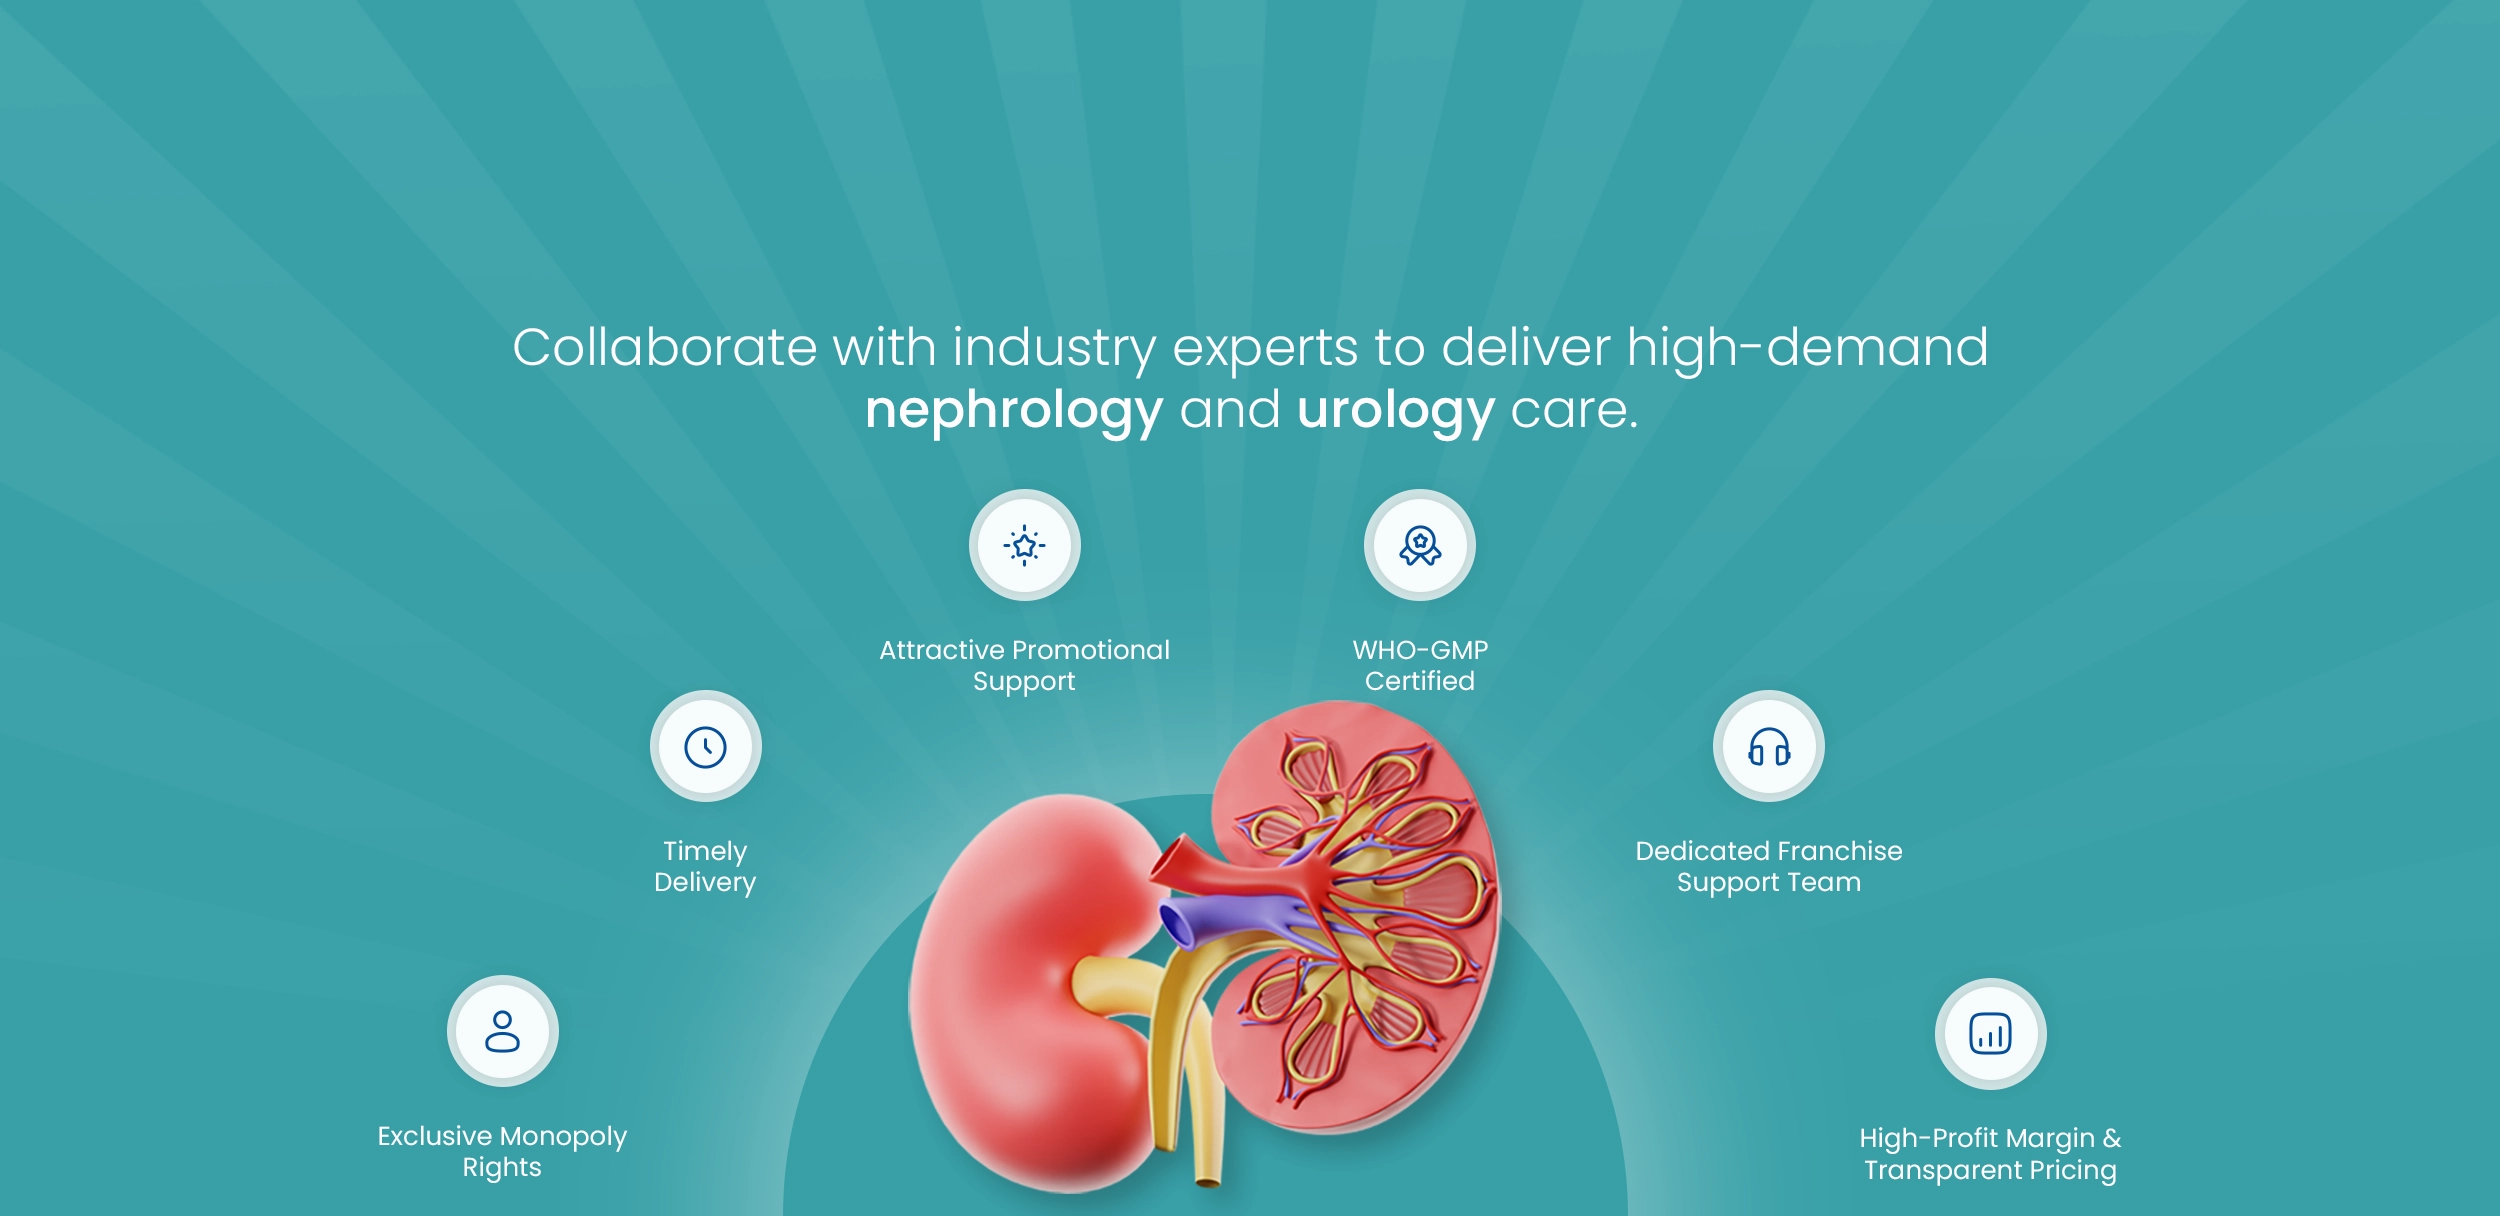 Collaborate with industry experts to deliver high-demand
nephrology and urology care.
Attractive Promotional
Support
WHO-GMP
Certified
Timely
Delivery
Dedicated Franchise
Support Team
Exclusive Monopoly
Rights
High-Profit Margin &
Transparent Pricing